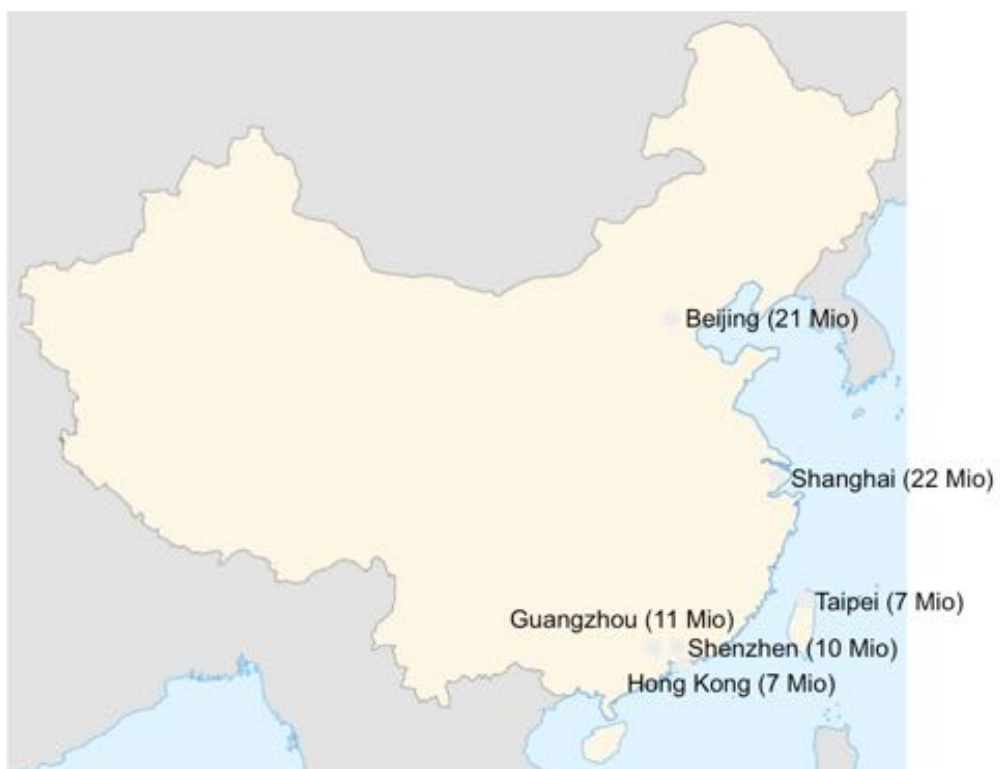 Beijing (21 Mio)
Shanghai (22 Mio)
Taipei (7 Mio)
Guangzhou (11 Mio)
Shenzhen (10 Mio)
Hong Kong (7 Mio)